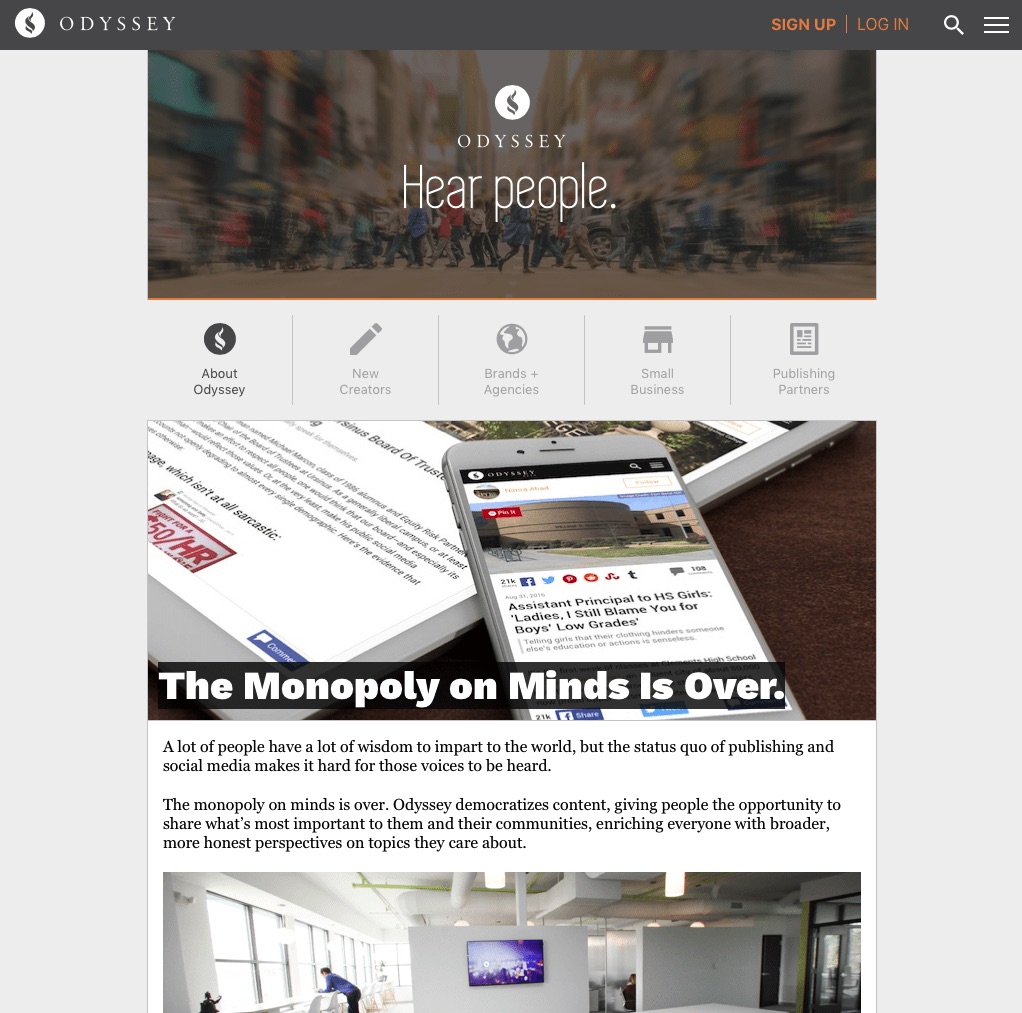 ODYSSEY
SIGN UP | LOG IN
ODYSSEY
Hear people.
About
Odyssey
New
Creators
Brands +
Agencies
Small
Business
Publishing
Partners
age, which isn't at all sarcastic.
$50/HR
ODYSSEY
Follow
Pin it
21k
108
Aug 31, 2015
Assistant Principal to HS Girls:
'Ladies, I Still Blame You for
Boys' Low Grades'
Telling girls that their clothing hinders someone
else's education or actions is senseless.
The Monopoly on Minds Is Over.
21k
Share
A lot of people have a lot of wisdom to impart to the world, but the status quo of publishing and
social media makes it hard for those voices to be heard.
The monopoly on minds is over. Odyssey democratizes content, giving people the opportunity to
share what’s most important to them and their communities, enriching everyone with broader,
more honest perspectives on topics they care about.